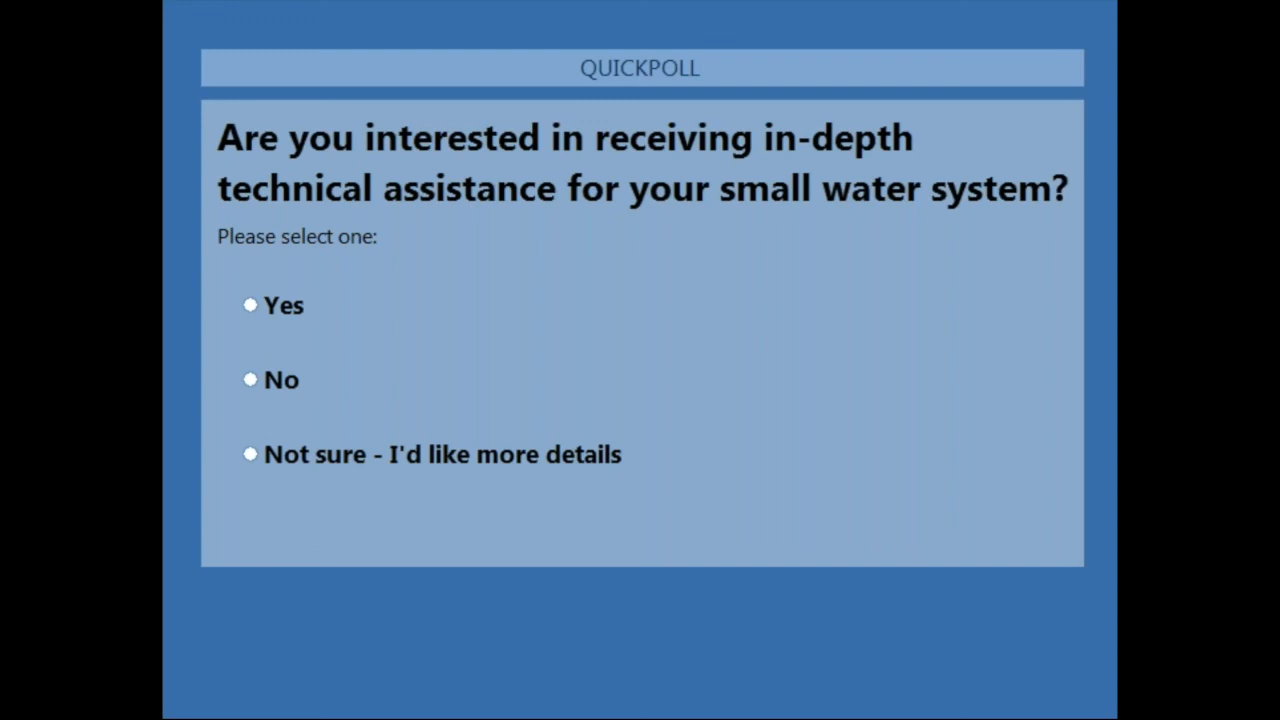 QUICKPOLL
Are you interested in receiving in-depth
technical assistance for your small water system?
Please select one:
Yes
No
Not sure - I'd like more details